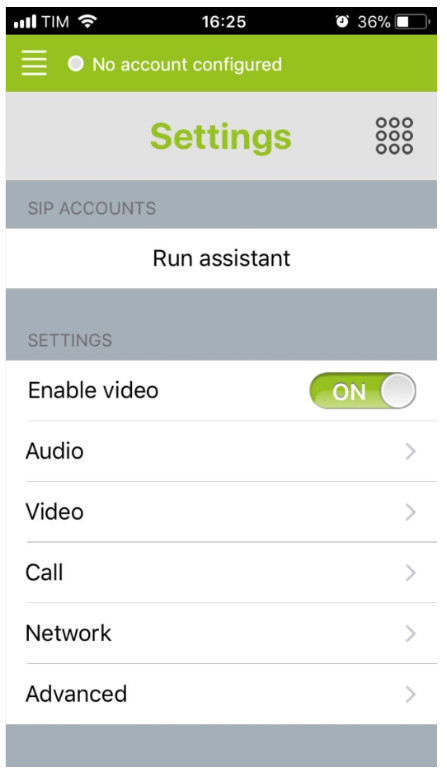 TIM 16:25 36%
No account configured
Settings
SIP ACCOUNTS
Run assistant
SETTINGS
Enable video ON
Audio
Video
Call
Network
Advanced